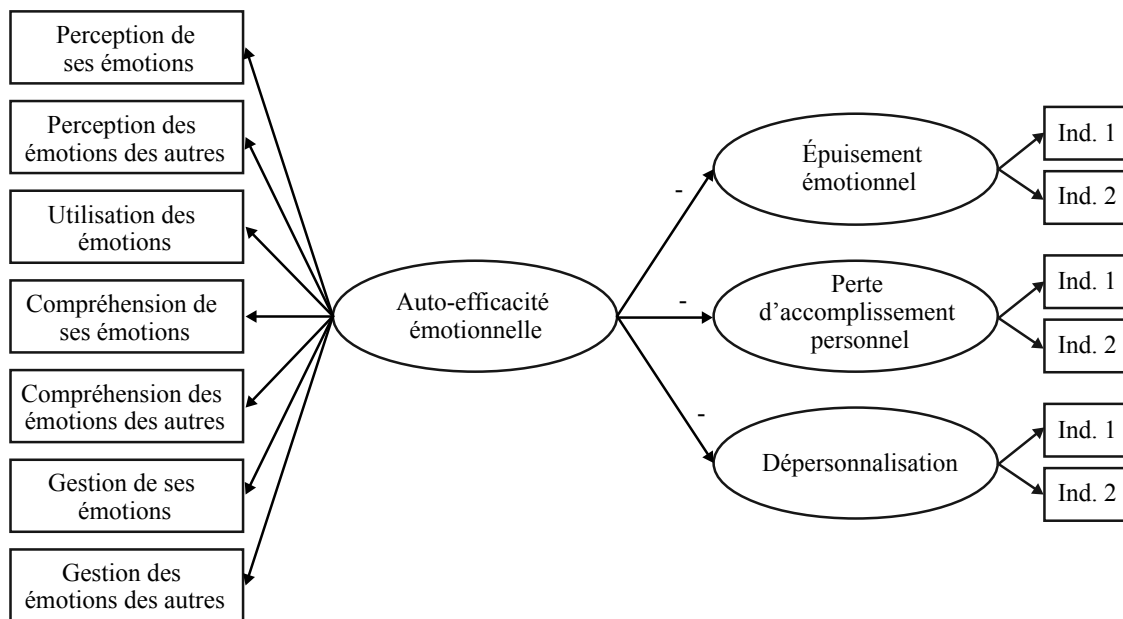 Perception de
ses émotions
Perception des
émotions des autres
Utilisation des
émotions
Compréhension de
ses émotions
Compréhension des
émotions des autres
Gestion de ses
émotions
Gestion des
émotions des autres
Auto-efficacité
émotionnelle
-
-
-
Épuisement
émotionnel
Perte
d’accomplissement
personnel
Dépersonnalisation
Ind. 1
Ind. 2
Ind. 1
Ind. 2
Ind. 1
Ind. 2